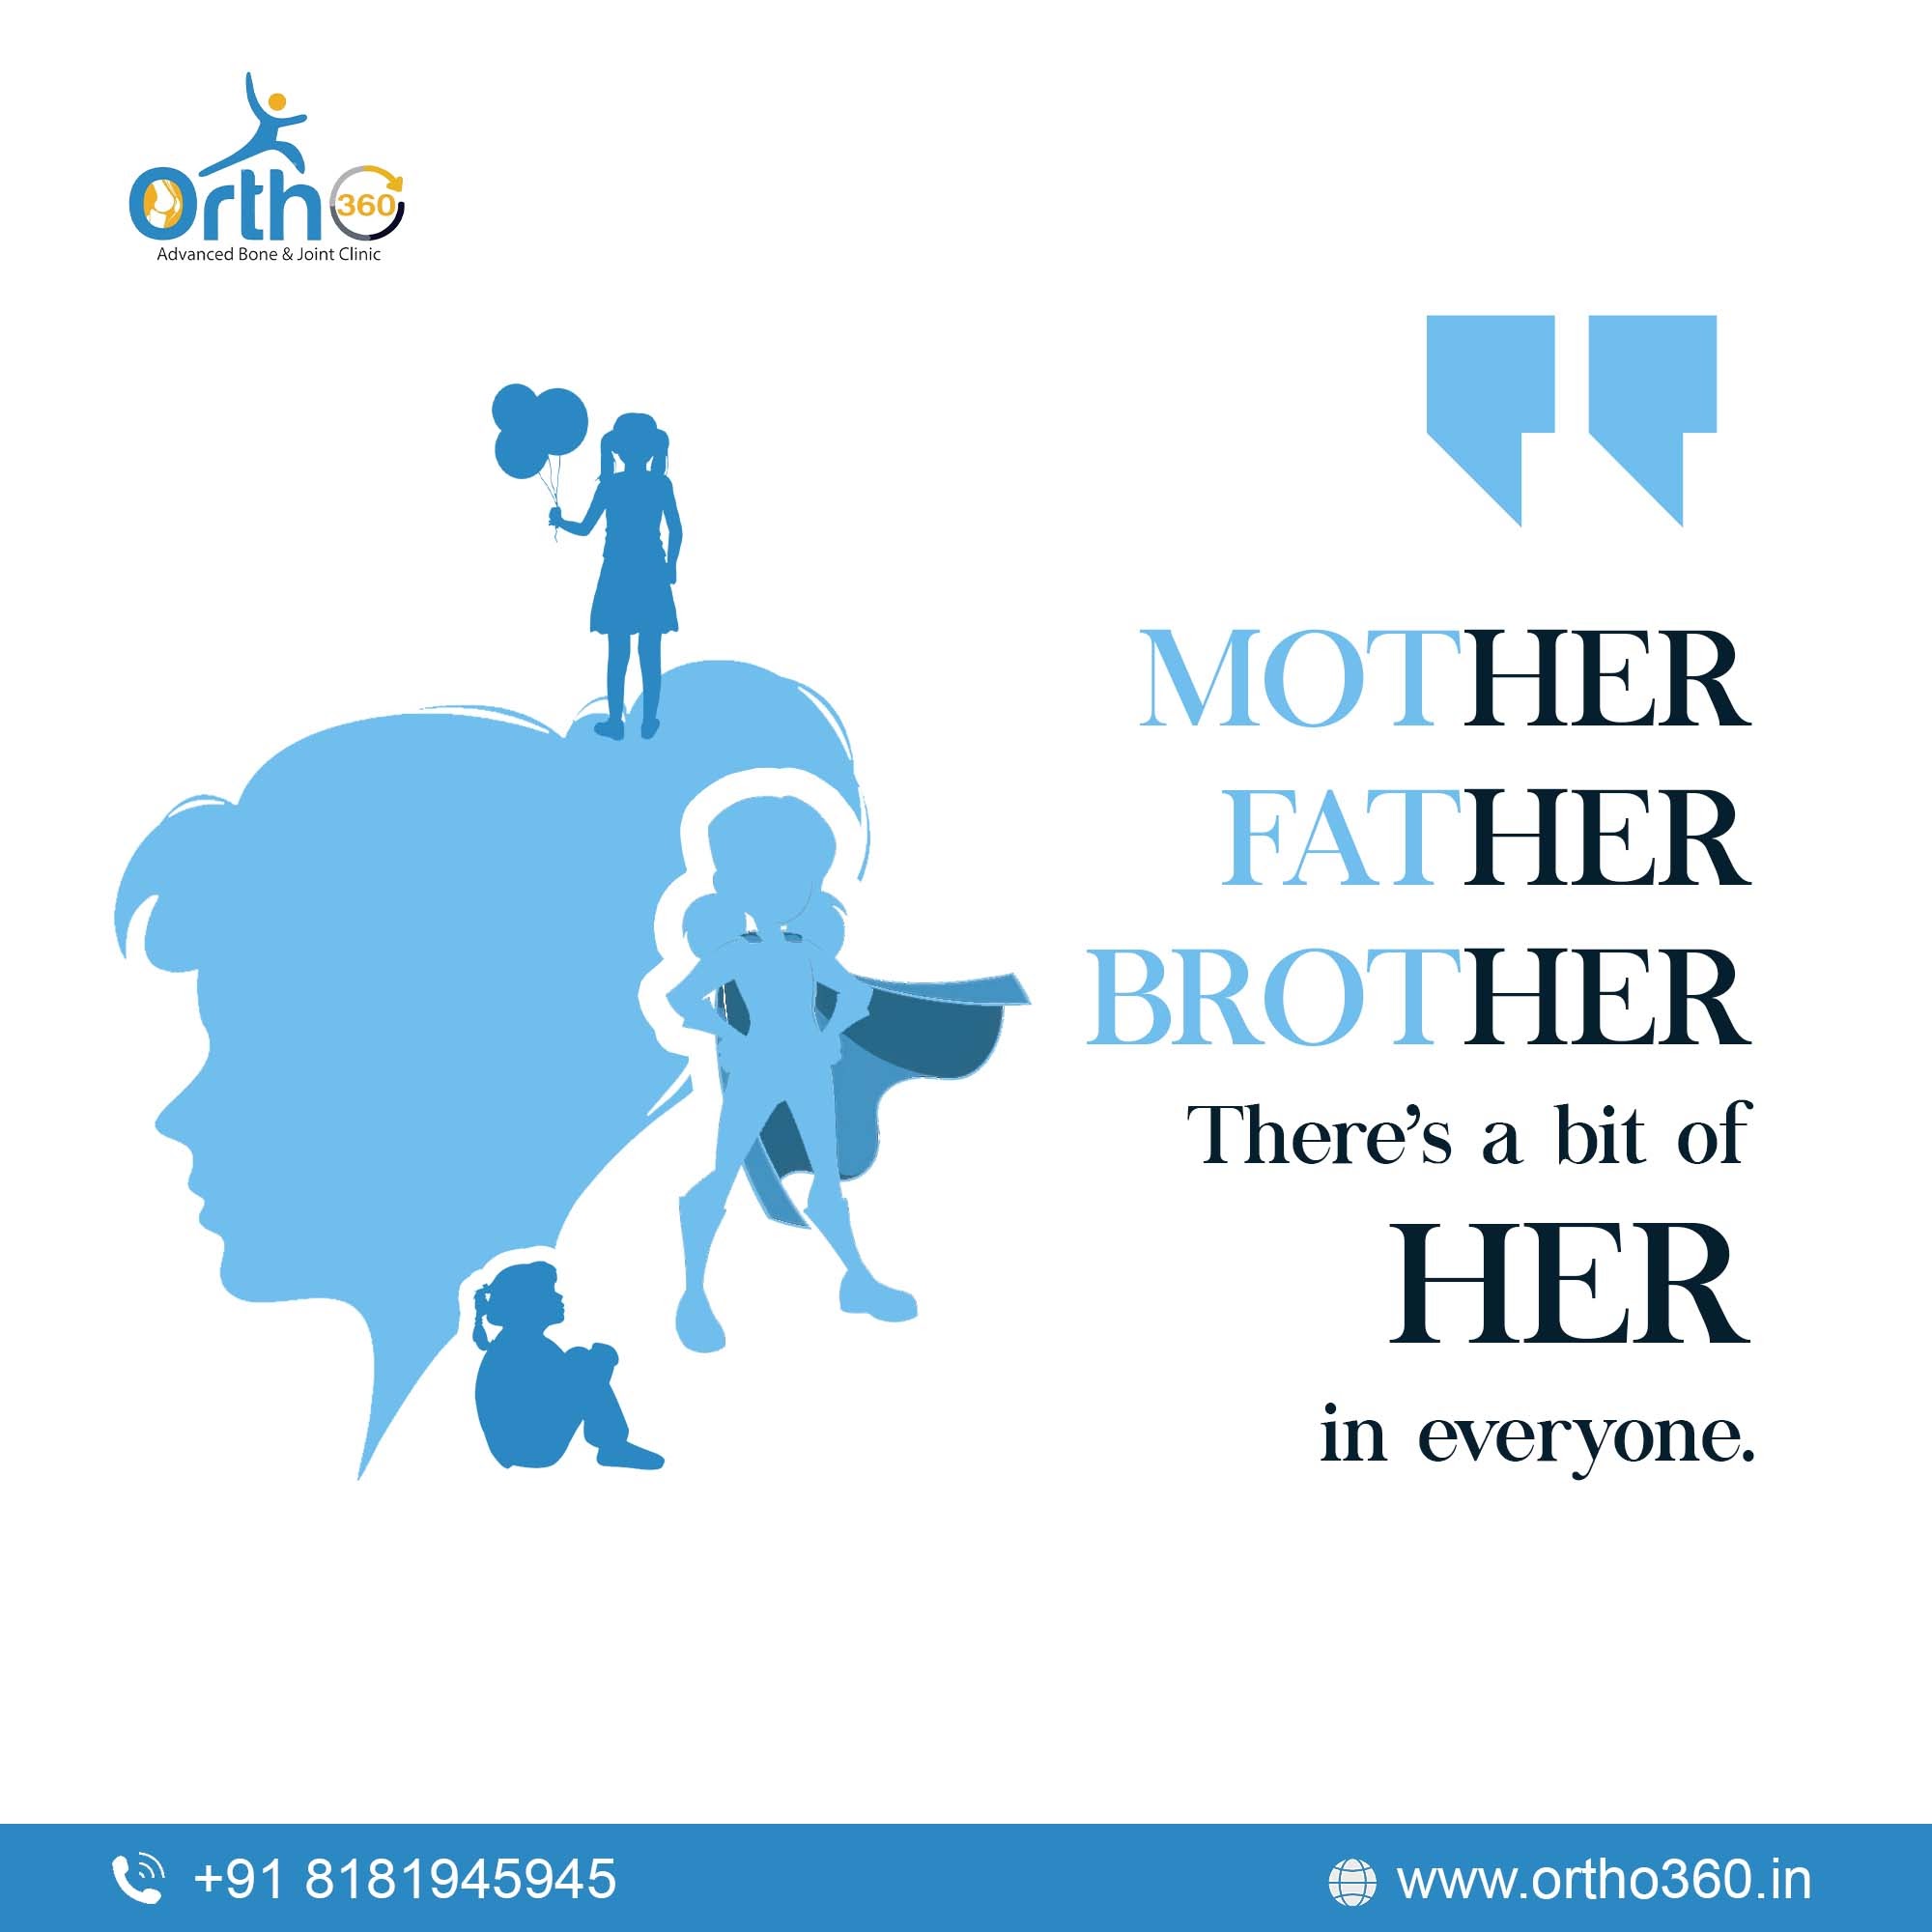 Ortho 360
Advanced Bone & Joint Clinic
MOTHER
FATHER
BROTHER
There's a bit of
HER
in everyone.
+91 8181945945
www.ortho360.in